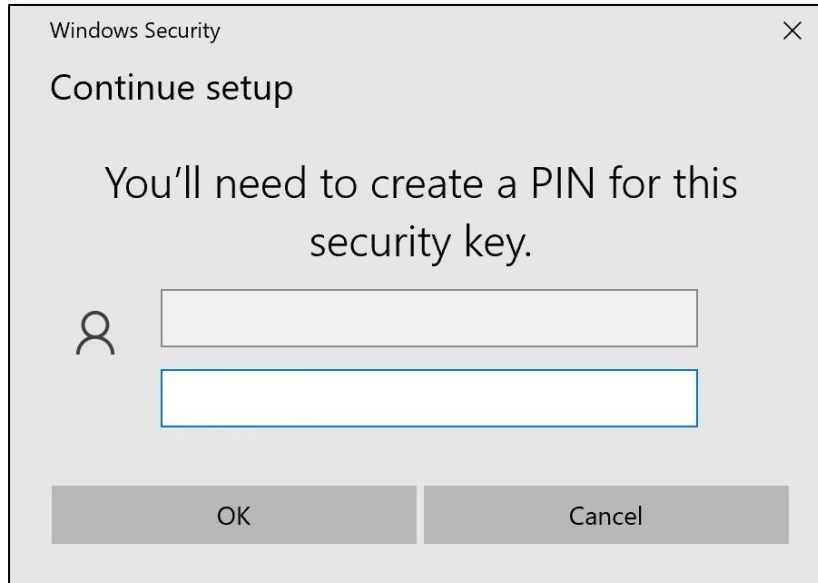 Windows Security
Continue setup
You’ll need to create a PIN for this
security key.
OK
Cancel